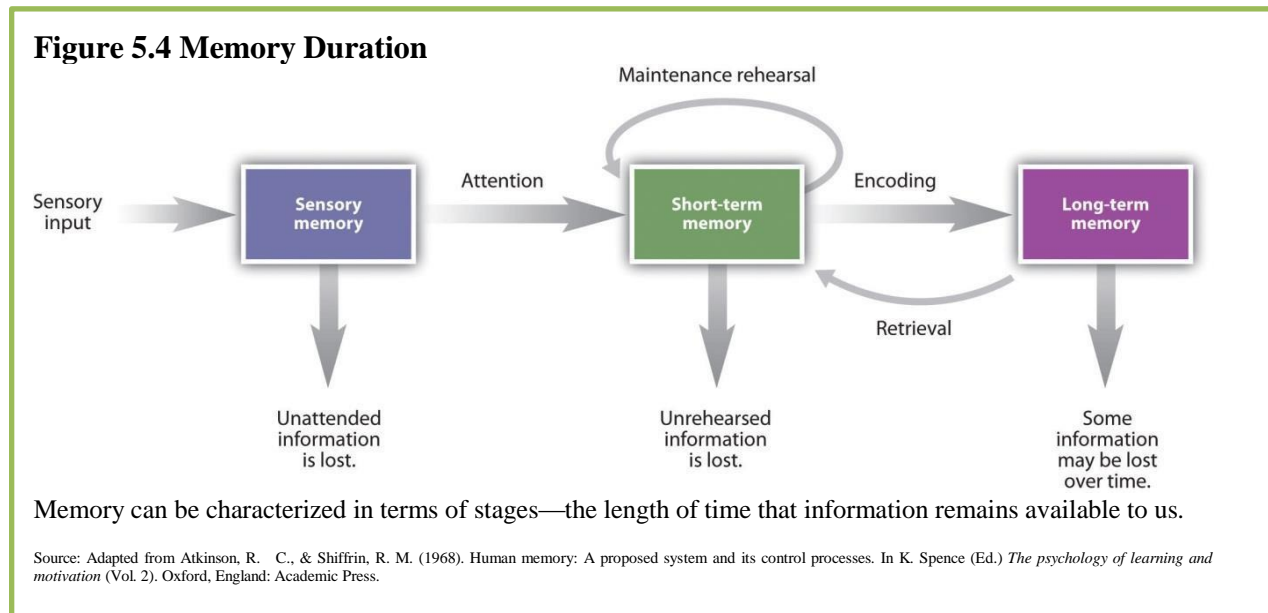 Figure 5.4 Memory Duration
Maintenance rehearsal
Sensory
input
Sensory
memory
Attention
Short-term
memory
Encoding
Long-term
memory
Retrieval
Unattended
information
is lost.
Unrehearsed
information
is lost.
Some
information
may be lost
over time.
Memory can be characterized in terms of stages—the length of time that information remains available to us.
Source: Adapted from Atkinson, R. C., & Shiffrin, R. M. (1968). Human memory: A proposed system and its control processes. In K. Spence (Ed.) The psychology of learning and
motivation (Vol. 2). Oxford, England: Academic Press.